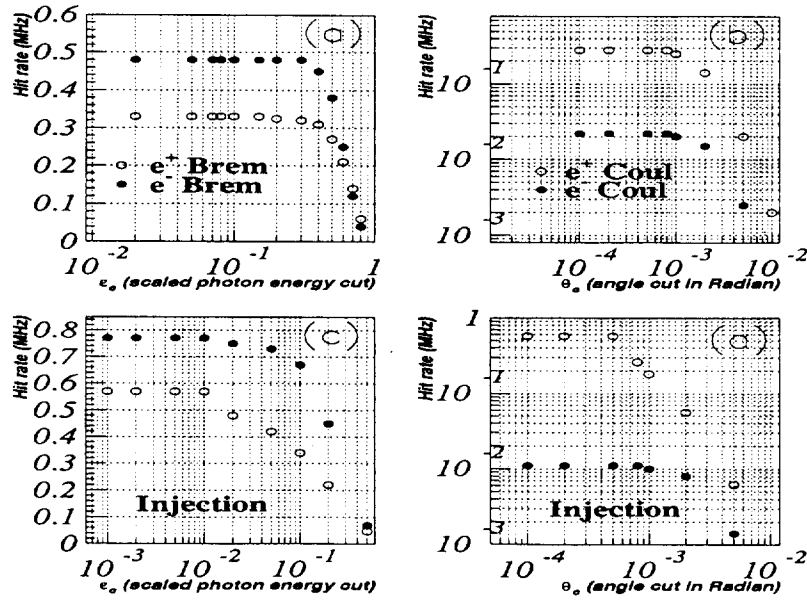 Hit rate (MHz)
0.6
0.5
0.4
0.3
0.2
0.1
0
(a)
e+ Brem
e- Brem
10 -2
10 -1
1
εc (scaled photon energy cut)
Hit rate (MHz)
10 -1
10 -2
10 -3
e+ Coul
e- Coul
10 -4
10 -3
10 -2
θc (angle cut in Radian)
Hit rate (MHz)
0.8
0.7
0.6
0.5
0.4
0.3
0.2
0.1
0
(c)
Injection
10 -3
10 -2
10 -1
εc (scaled photon energy cut)
Hit rate (MHz)
1
10 -1
10 -2
10 -3
Injection
10 -4
10 -3
10 -2
θc (angle cut in Radian)